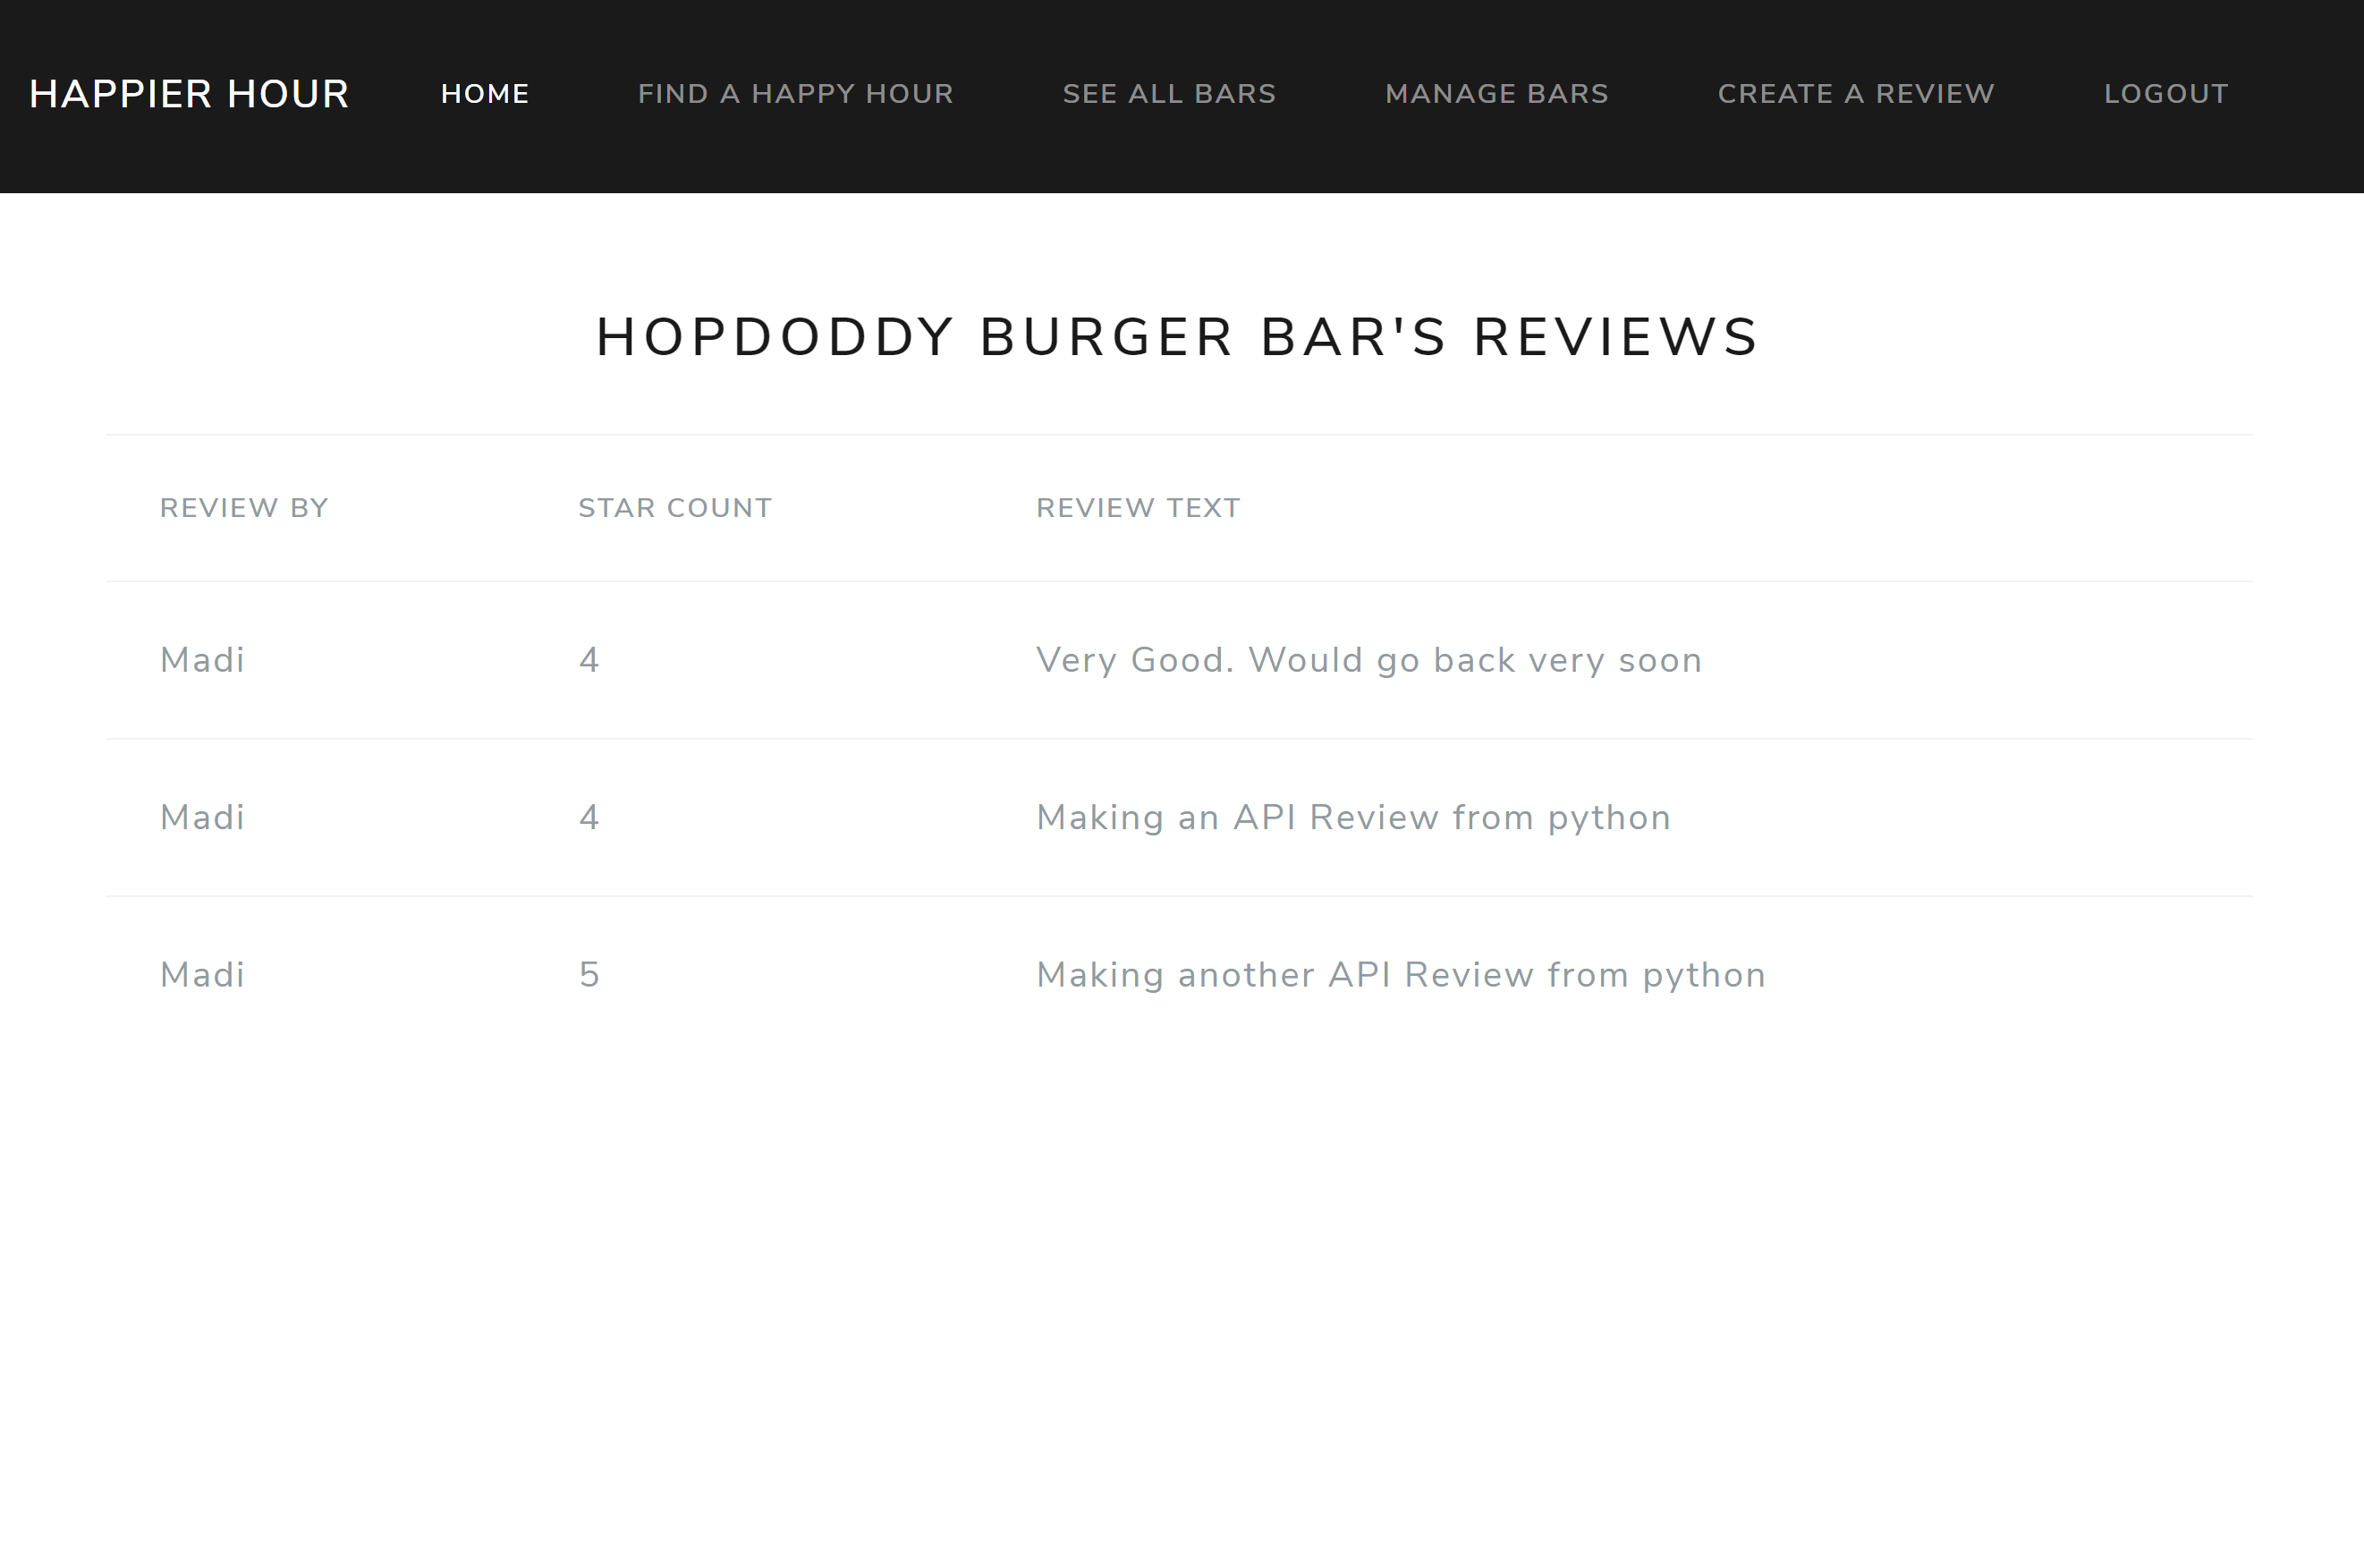 HAPPIER HOUR HOME FIND A HAPPY HOUR SEE ALL BARS MANAGE BARS CREATE A REVIEW LOGOUT
HOPDODDY BURGER BAR'S REVIEWS
REVIEW BY STAR COUNT REVIEW TEXT
Madi 4 Very Good. Would go back very soon
Madi 4 Making an API Review from python
Madi 5 Making another API Review from python